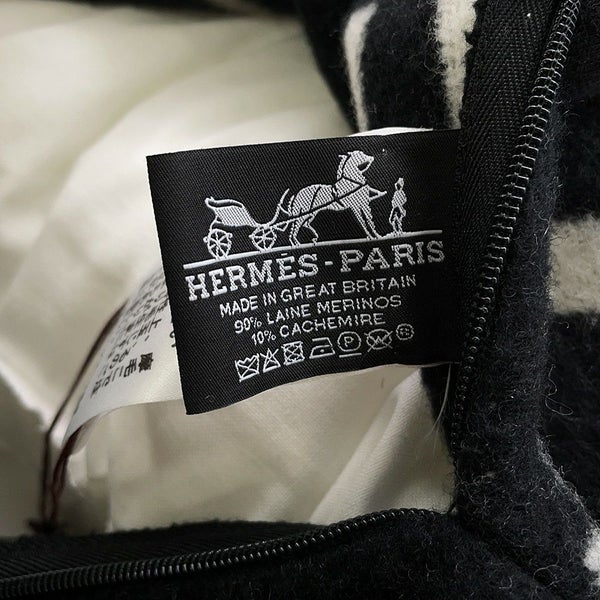 HERMÈS-PARIS
MADE IN GREAT BRITAIN
90% LAINE MERINOS
10% CACHEMIRE
P W